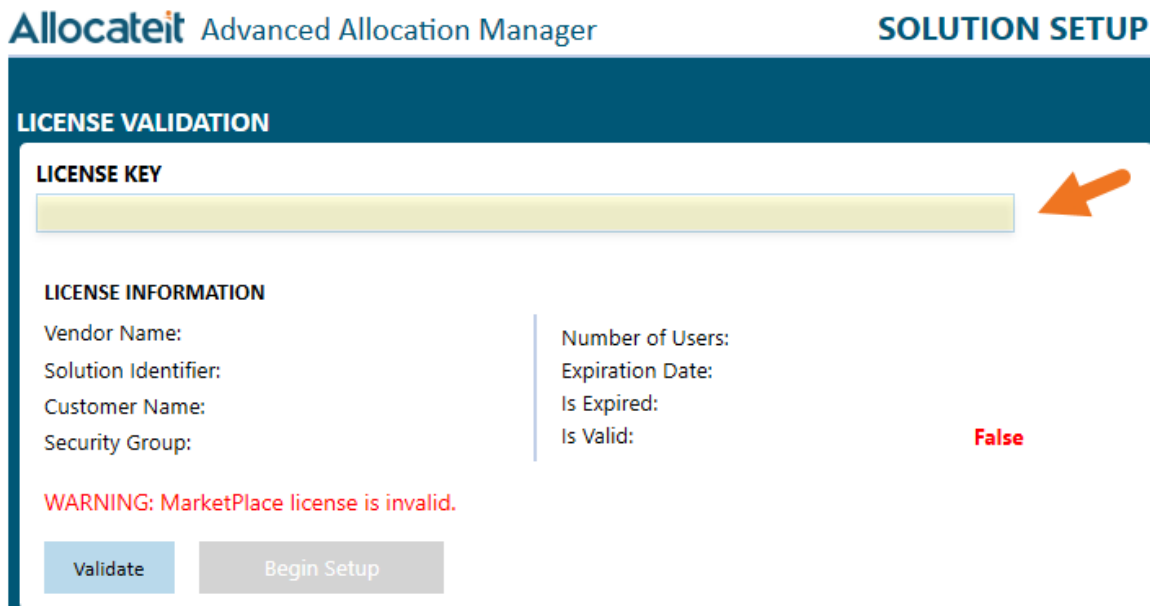 Allocateit Advanced Allocation Manager SOLUTION SETUP
LICENSE VALIDATION
LICENSE KEY
LICENSE INFORMATION
Vendor Name:
Solution Identifier:
Customer Name:
Security Group:
Number of Users:
Expiration Date:
Is Expired:
Is Valid: False
WARNING: MarketPlace license is invalid.
Validate Begin Setup